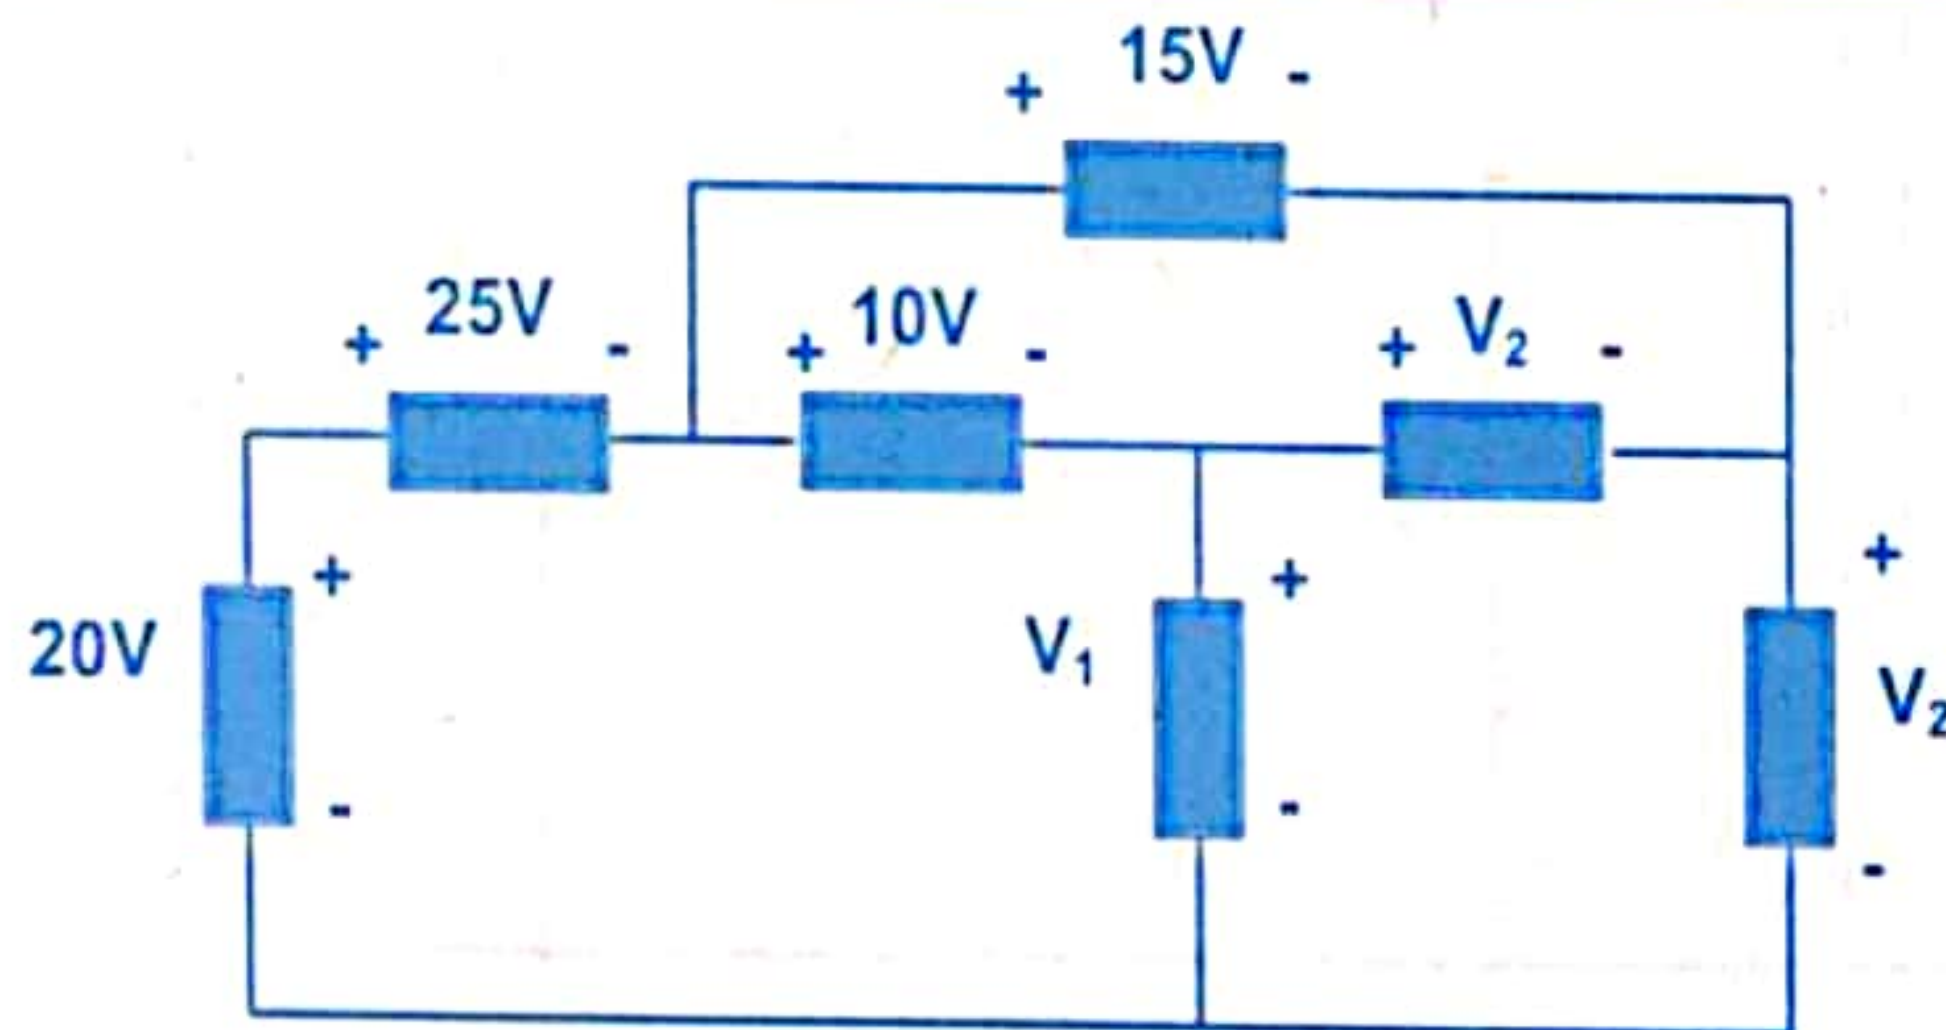 + 15V -
+ 25V - + 10V - + V₂ -
+ + +
20V V₁ V₂
- - -